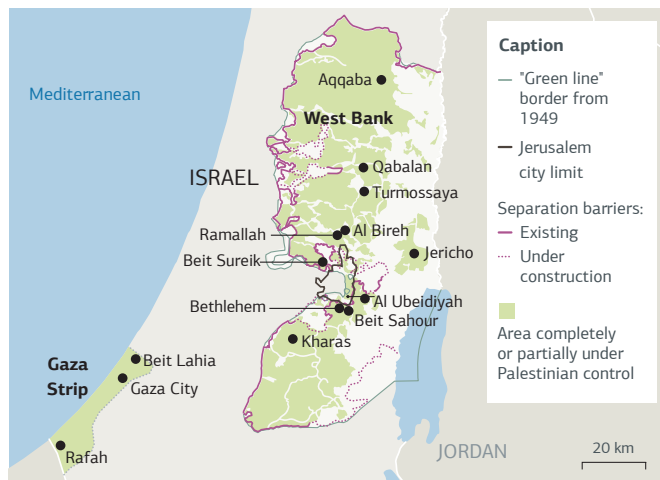 Mediterranean
ISRAEL
West Bank
Aqqaba
Qabalan
Turmossaya
Ramallah
Al Bireh
Beit Sureik
Jericho
Bethlehem
Al Ubeidiyah
Beit Sahour
Kharas
Gaza
Strip
Beit Lahia
Gaza City
Rafah
JORDAN
20 km
Caption
"Green line"
border from
1949
Jerusalem
city limit
Separation barriers:
Existing
Under
construction
Area completely
or partially under
Palestinian control